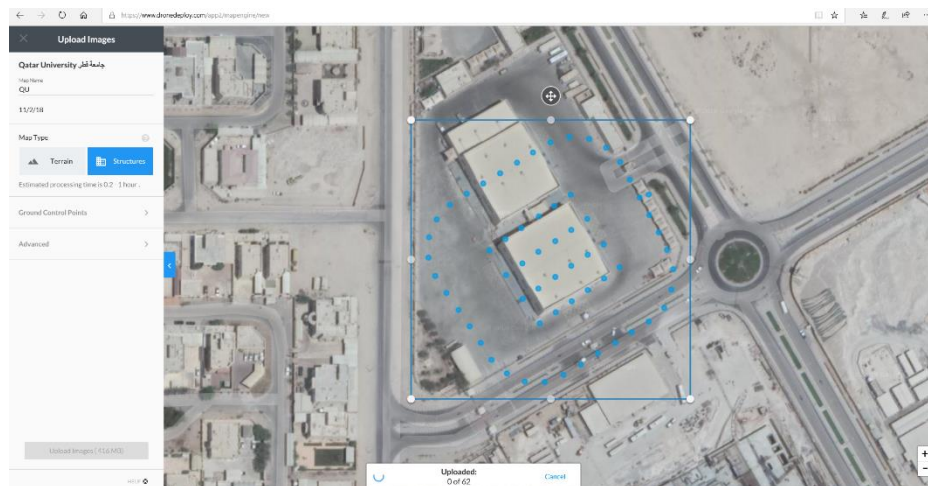 https://www.dronedeploy.com/app2/mapengine/new
Upload Images
Qatar University جامعة قطر
Map Name
QU
11/2/18
Map Type
Terrain
Structures
Estimated processing time is 0.2 - 1 hour.
Ground Control Points
Advanced
HELP
Uploaded:
0 of 62
Cancel